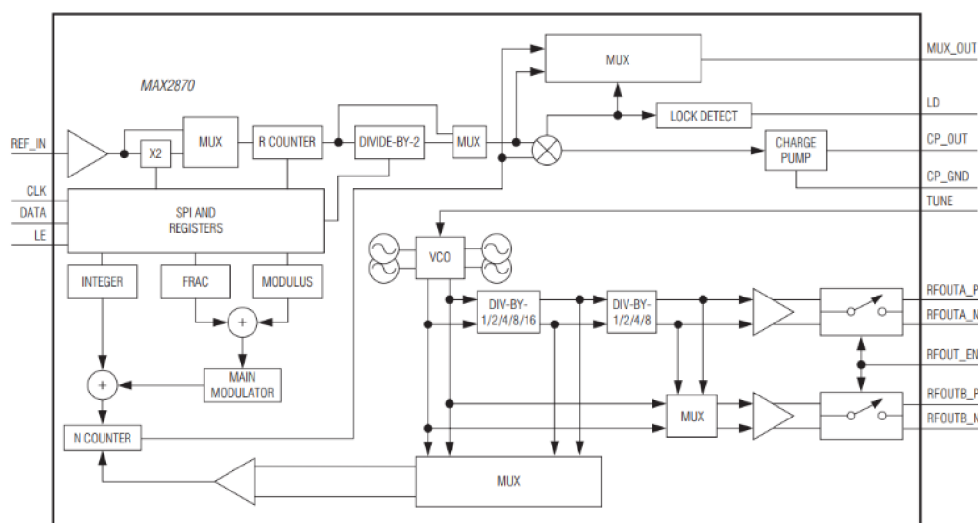 MAX2870
REF_IN
CLK
DATA
LE
X2
MUX
R COUNTER
DIVIDE-BY-2
MUX
MUX
LOCK DETECT
CHARGE
PUMP
MUX_OUT
LD
CP_OUT
CP_GND
TUNE
SPI AND
REGISTERS
INTEGER
FRAC
MODULUS
+
MAIN
MODULATOR
+
N COUNTER
VCO
DIV-BY-
1/2/4/8/16
DIV-BY-
1/2/4/8
MUX
MUX
RFOUTA_P
RFOUTA_N
RFOUT_EN
RFOUTB_P
RFOUTB_N